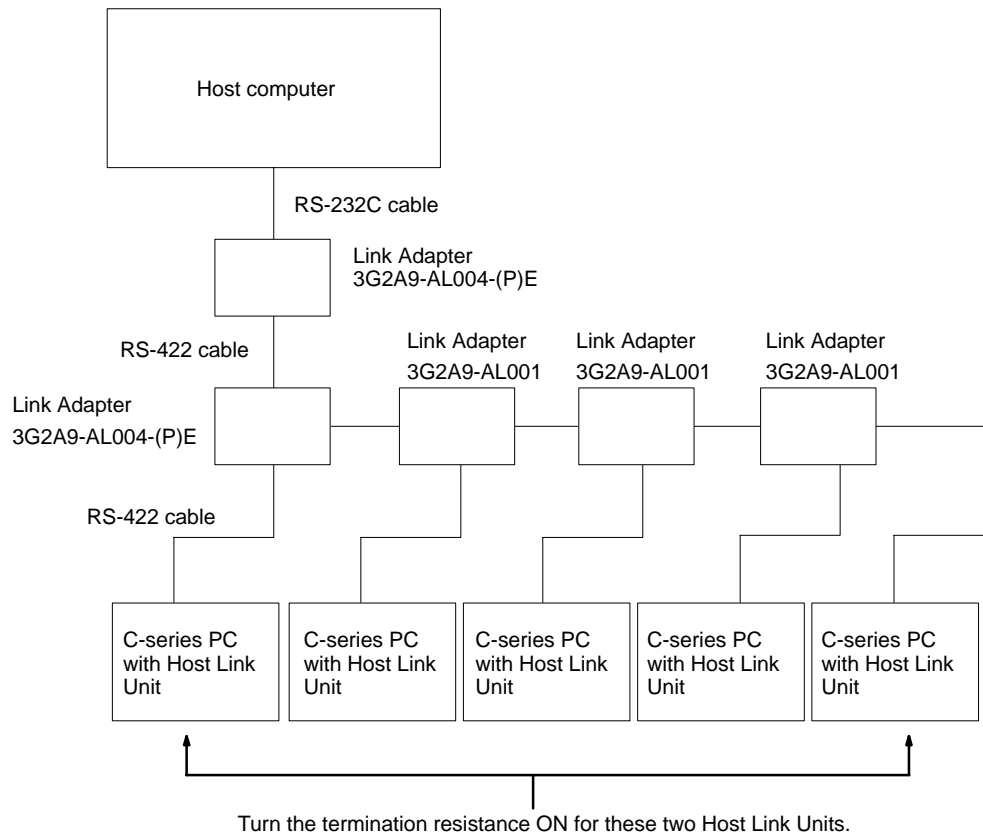 Host computer
RS-232C cable
Link Adapter
3G2A9-AL004-(P)E
RS-422 cable
Link Adapter
3G2A9-AL001
Link Adapter
3G2A9-AL001
Link Adapter
3G2A9-AL001
Link Adapter
3G2A9-AL004-(P)E
RS-422 cable
C-series PC
with Host Link
Unit
C-series PC
with Host Link
Unit
C-series PC
with Host Link
Unit
C-series PC
with Host Link
Unit
C-series PC
with Host Link
Unit
Turn the termination resistance ON for these two Host Link Units.